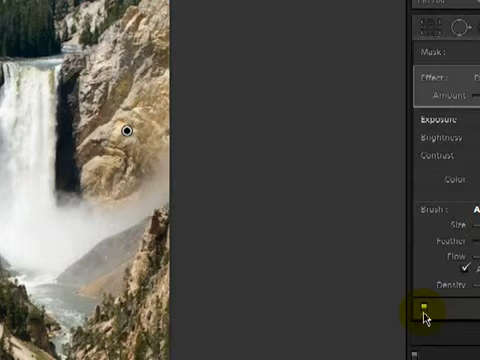 Mask :
Effect :
Amount
Exposure
Brightness
Contrast
Color
Brush : A
Size
Feather
Flow
Density